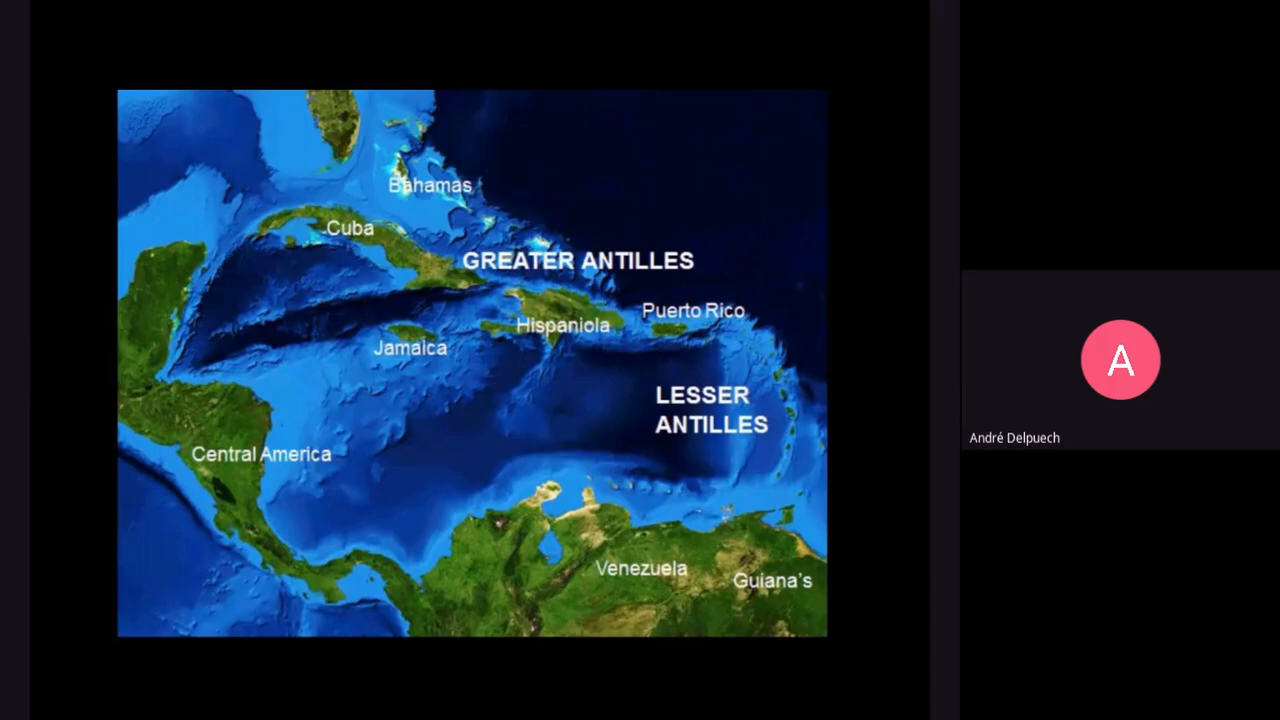 Bahamas
Cuba
GREATER ANTILLES
Puerto Rico
Hispaniola
Jamaica
LESSER
ANTILLES
Central America
Venezuela
Guiana's
A
André Delpuech